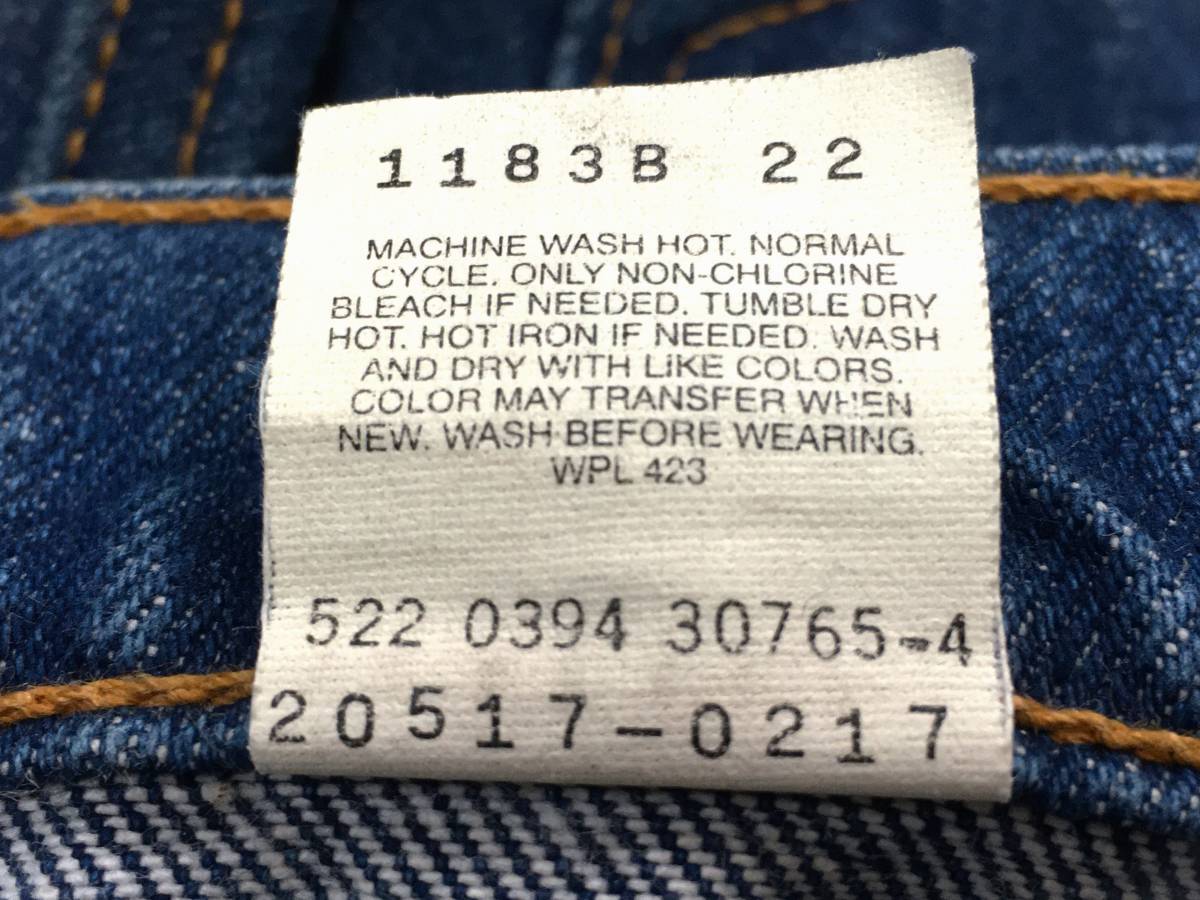 1183B 22
MACHINE WASH HOT. NORMAL
CYCLE. ONLY NON-CHLORINE
BLEACH IF NEEDED. TUMBLE DRY
HOT. HOT IRON IF NEEDED. WASH
AND DRY WITH LIKE COLORS.
COLOR MAY TRANSFER WHEN
NEW. WASH BEFORE WEARING.
WPL 423
522 0394 30765-4
20517-0217